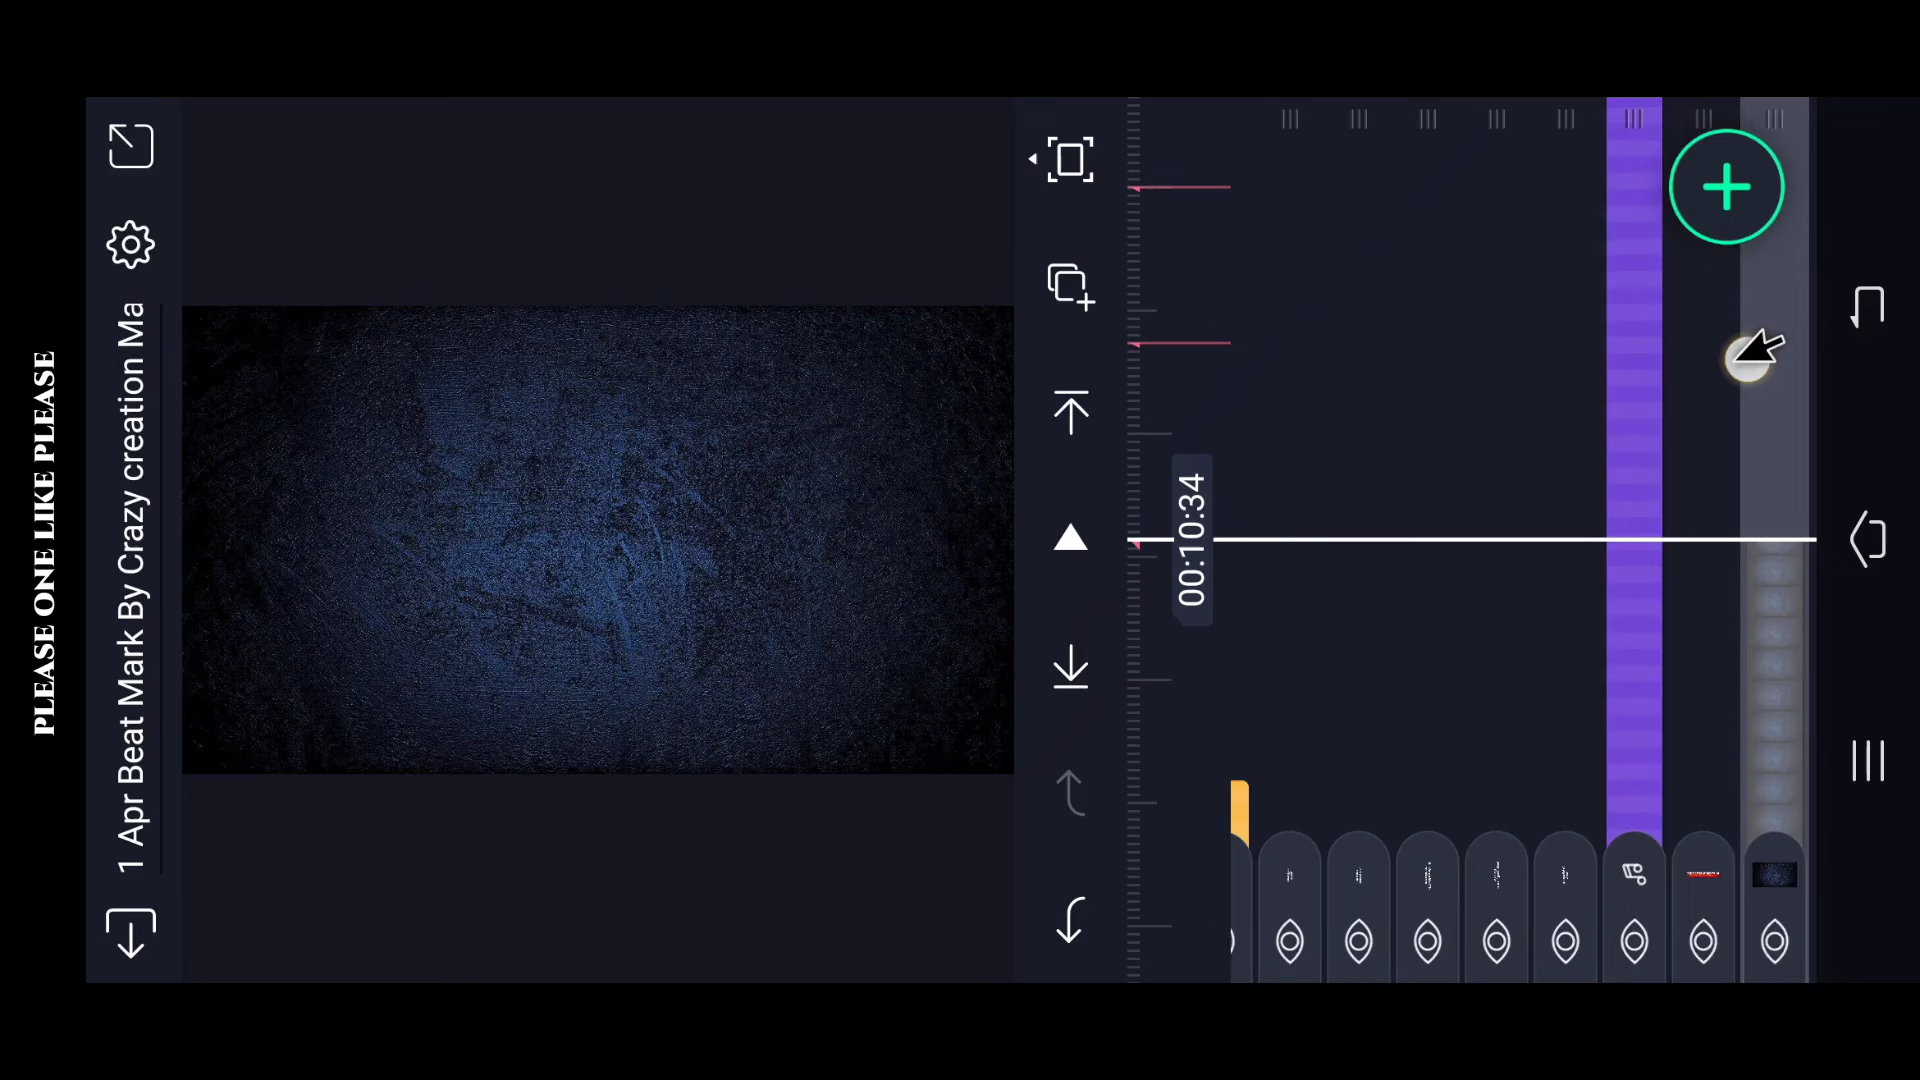 PLEASE ONE LIKE PLEASE
1 Apr Beat Mark By Crazy creation Ma
00:10:34